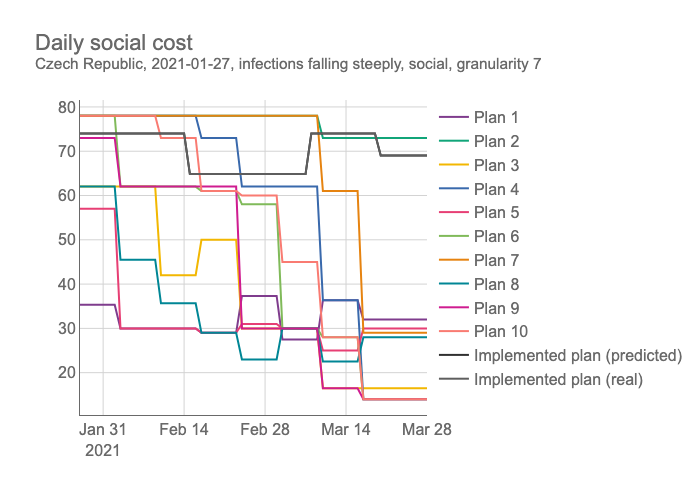 Daily social cost
Czech Republic, 2021-01-27, infections falling steeply, social, granularity 7
80
70
60
50
40
30
20
Jan 31
2021
Feb 14
Feb 28
Mar 14
Mar 28
Plan 1
Plan 2
Plan 3
Plan 4
Plan 5
Plan 6
Plan 7
Plan 8
Plan 9
Plan 10
Implemented plan (predicted)
Implemented plan (real)